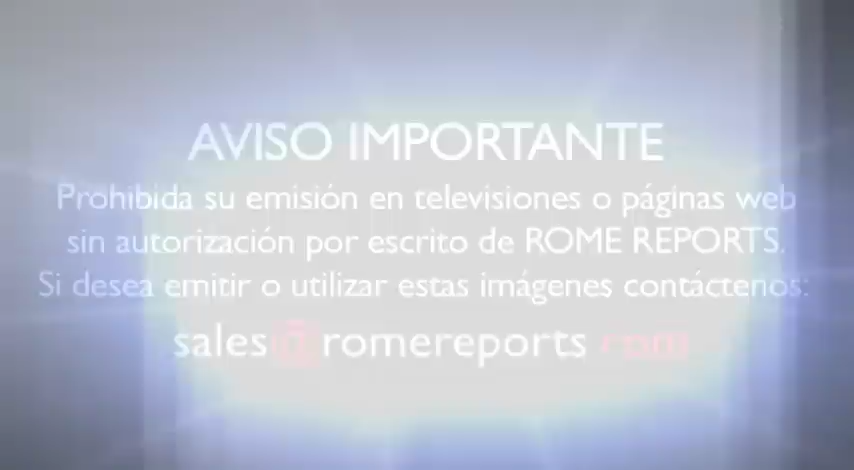 AVISO IMPORTANTE
Prohibida su emisión en televisiones o páginas web
sin autorización por escrito de ROME REPORTS.
Si desea emitir o utilizar estas imágenes contáctenos:
sales@romereports.com